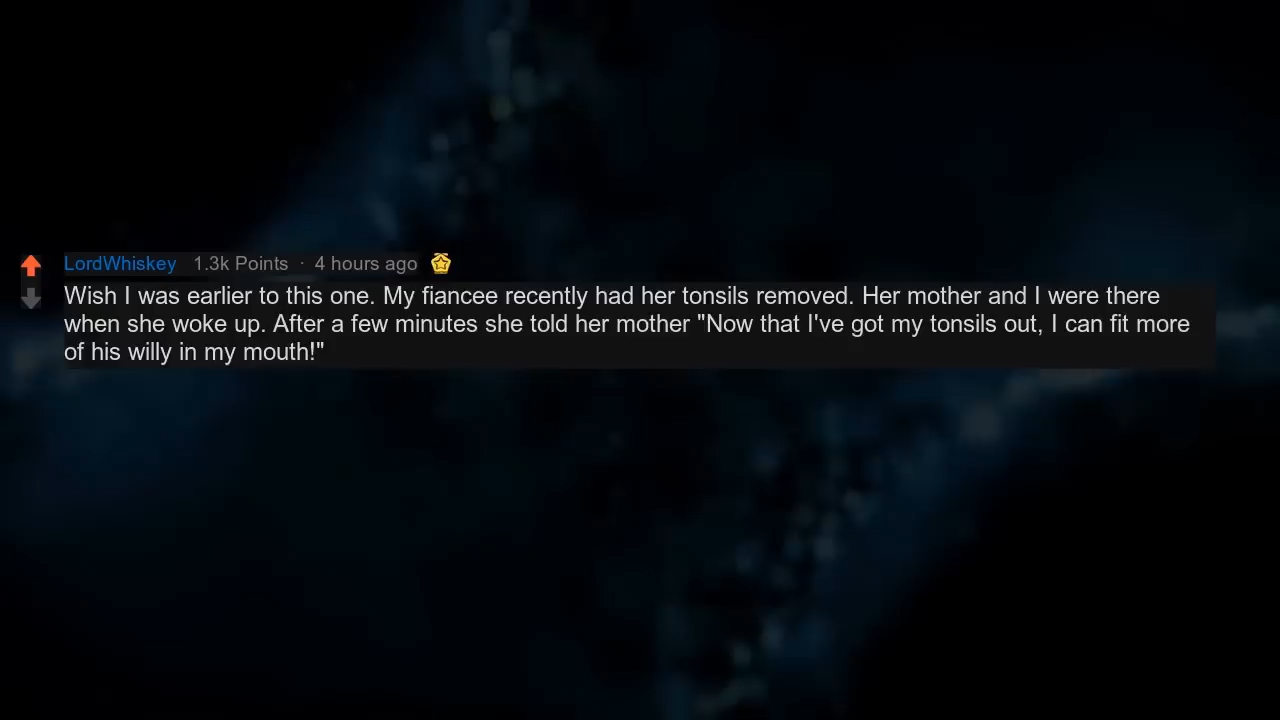 LordWhiskey 1.3k Points · 4 hours ago
Wish I was earlier to this one. My fiancee recently had her tonsils removed. Her mother and I were there
when she woke up. After a few minutes she told her mother "Now that I've got my tonsils out, I can fit more
of his willy in my mouth!"